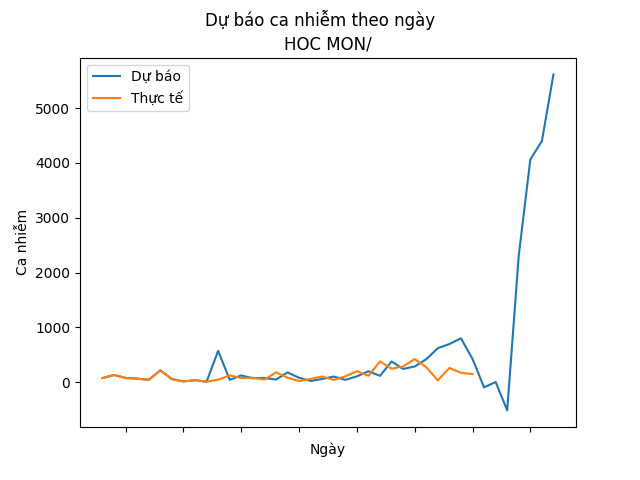 Dự báo ca nhiễm theo ngày
HOC MON/
Dự báo
Thực tế
5000
4000
3000
2000
1000
0
Ca nhiễm
Ngày